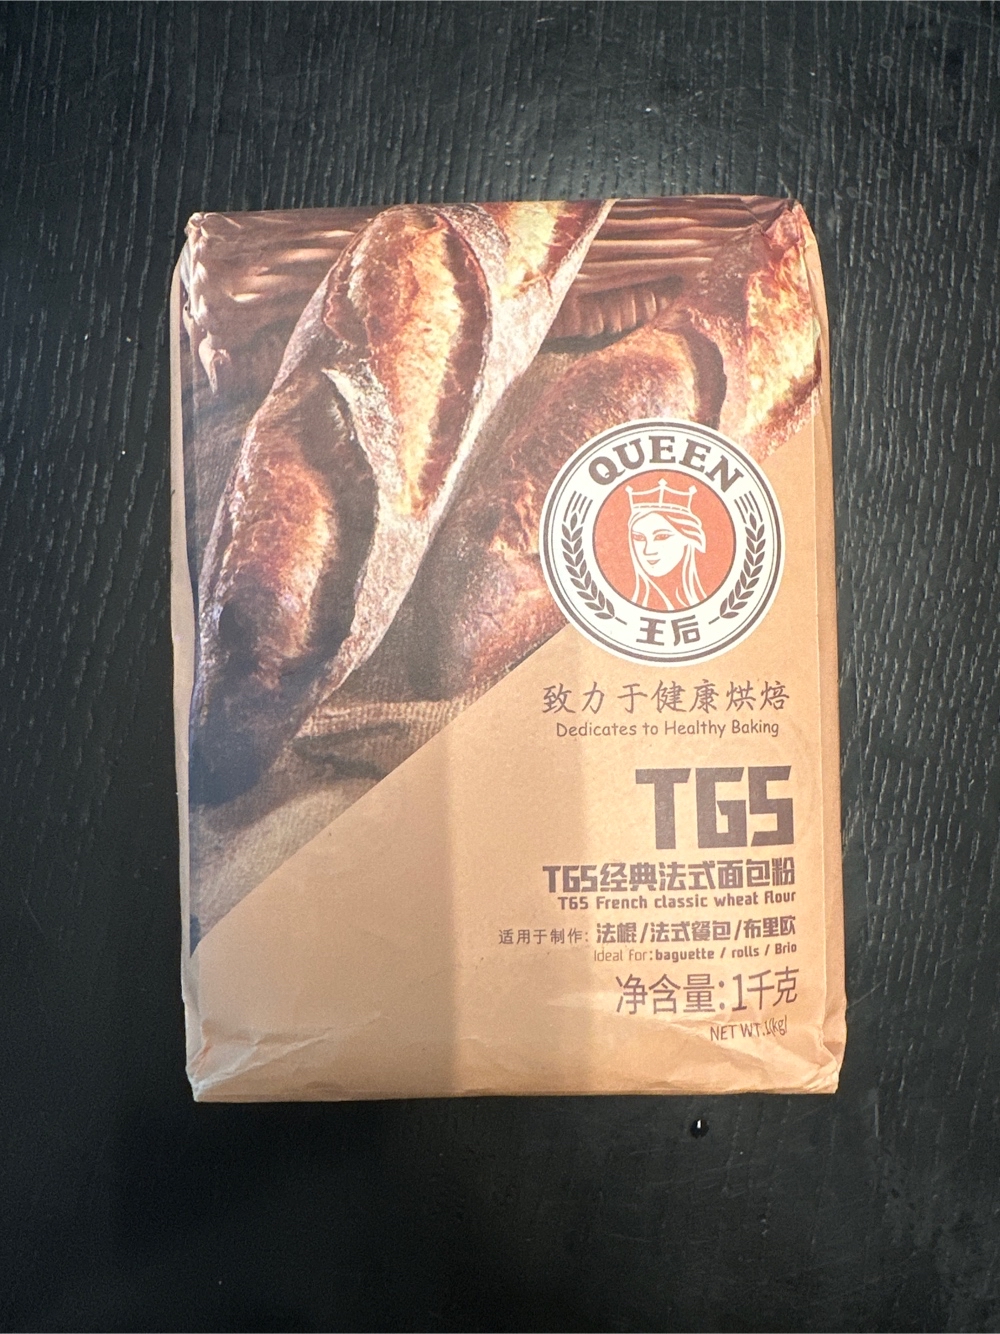 QUEEN
王后
致力于健康烘焙
Dedicates to Healthy Baking
T65
T65经典法式面包粉
T65 French classic wheat flour
适用于制作: 法棍/法式餐包/布里欧
Ideal For: baguette / rolls / Brio
净含量: 1千克
NET WT. 1(kg)